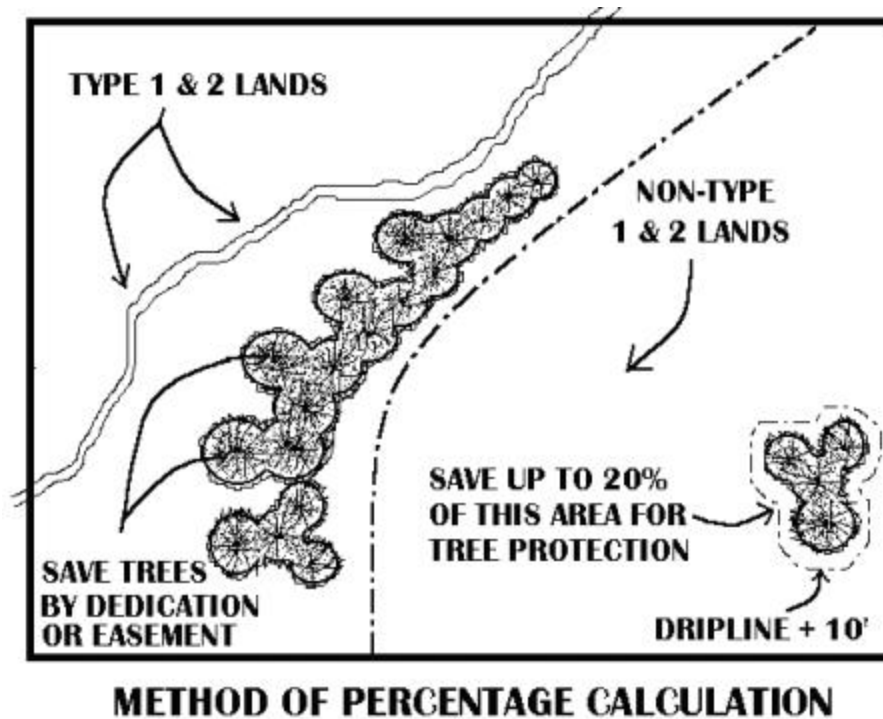 TYPE 1 & 2 LANDS
NON-TYPE
1 & 2 LANDS
SAVE UP TO 20%
OF THIS AREA FOR
TREE PROTECTION
SAVE TREES
BY DEDICATION
OR EASEMENT
DRIPLINE + 10'
METHOD OF PERCENTAGE CALCULATION